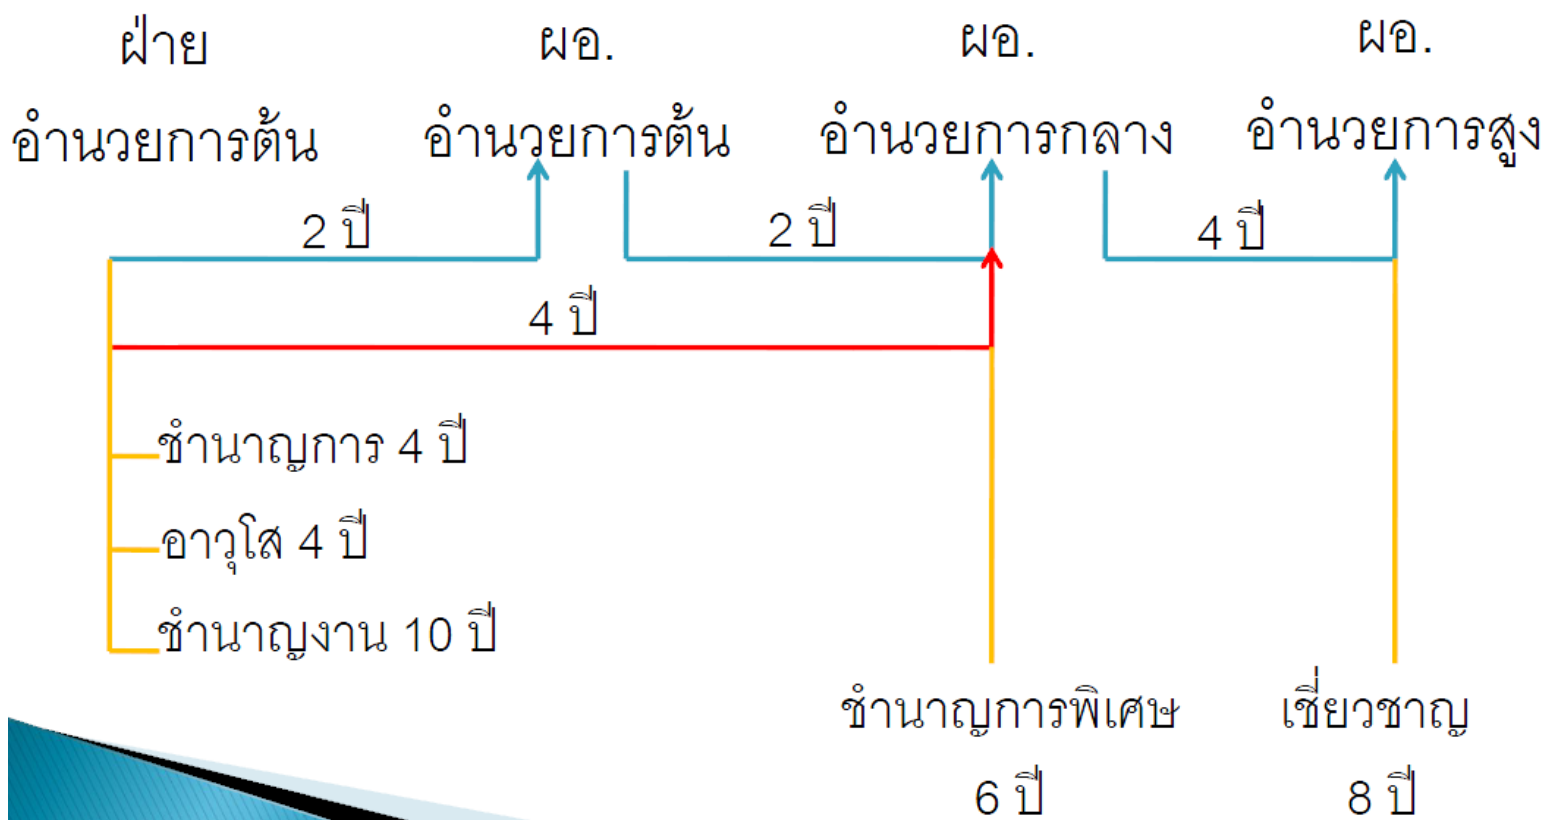 ฝ่าย
อำนวยการต้น
ผอ.
อำนวยการต้น
ผอ.
อำนวยการกลาง
ผอ.
อำนวยการสูง
2 ปี
2 ปี
4 ปี
4 ปี
ชำนาญการ 4 ปี
อาวุโส 4 ปี
ชำนาญงาน 10 ปี
ชำนาญการพิเศษ
6 ปี
เชี่ยวชาญ
8 ปี